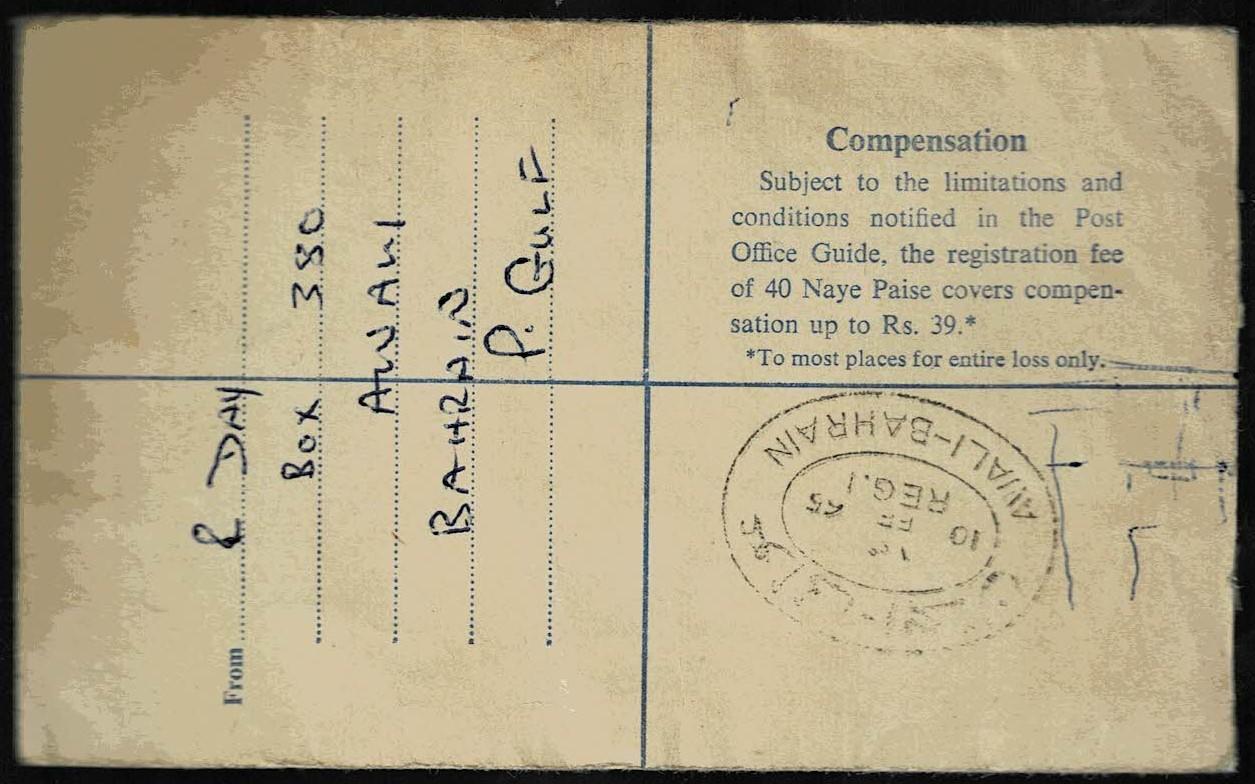 From R DAY
Box 380
AWALI
BAHRAIN
P. GULF
Compensation
Subject to the limitations and
conditions notified in the Post
Office Guide, the registration fee
of 40 Naye Paise covers compen-
sation up to Rs. 39.*
*To most places for entire loss only.
AWALI-BAHRAIN
REG.
10 FE 65